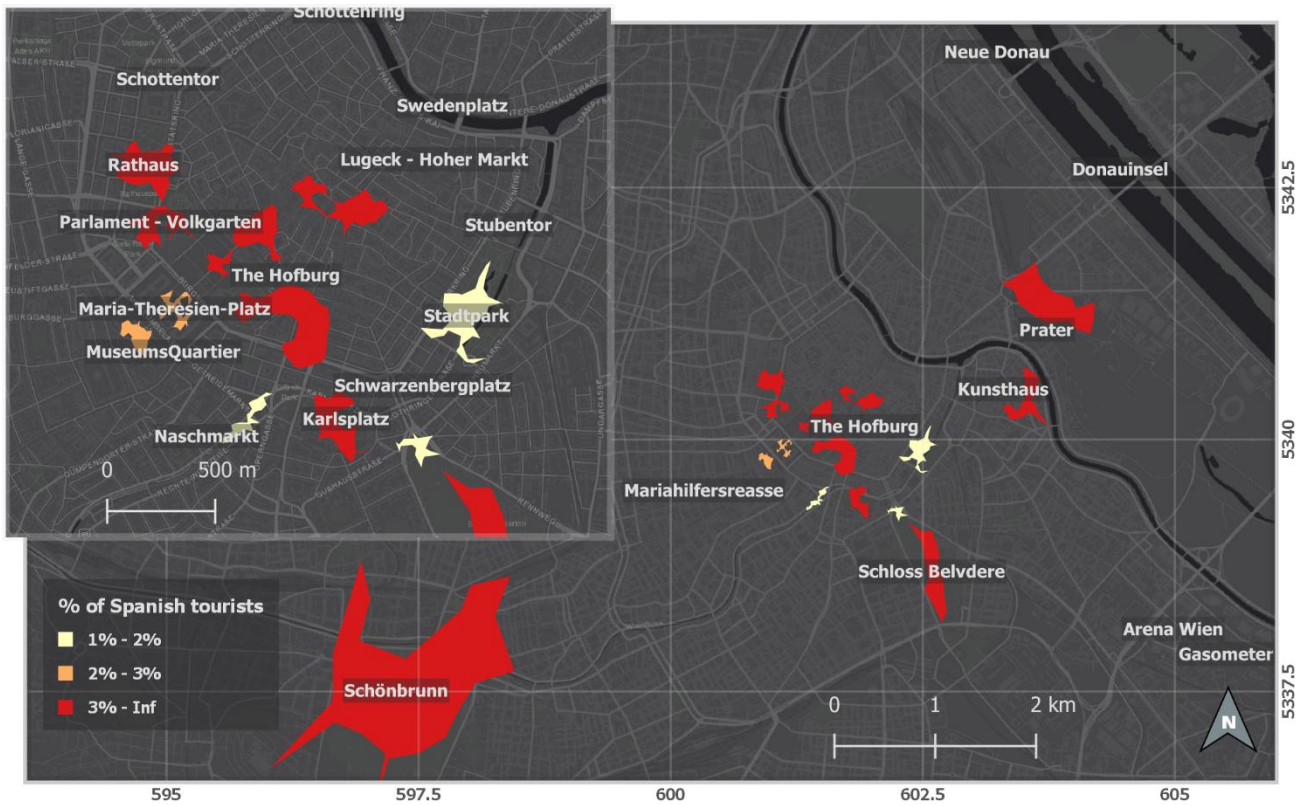 Schottenring
Schottentor
Swedenplatz
Rathaus
Lugeck - Hoher Markt
Parlament - Volkgarten
Stubentor
The Hofburg
Maria-Theresien-Platz
Stadtpark
MuseumsQuartier
Schwarzenbergplatz
Karlsplatz
Naschmarkt
0 500 m
Neue Donau
Donauinsel
Prater
Kunsthaus
The Hofburg
Mariahilfersreasse
Schloss Belvdere
Arena Wien
Gasometer
Schönbrunn
% of Spanish tourists
1% - 2%
2% - 3%
3% - Inf
0 1 2 km
N
5342.5
5340
5337.5
595 597.5 600 602.5 605